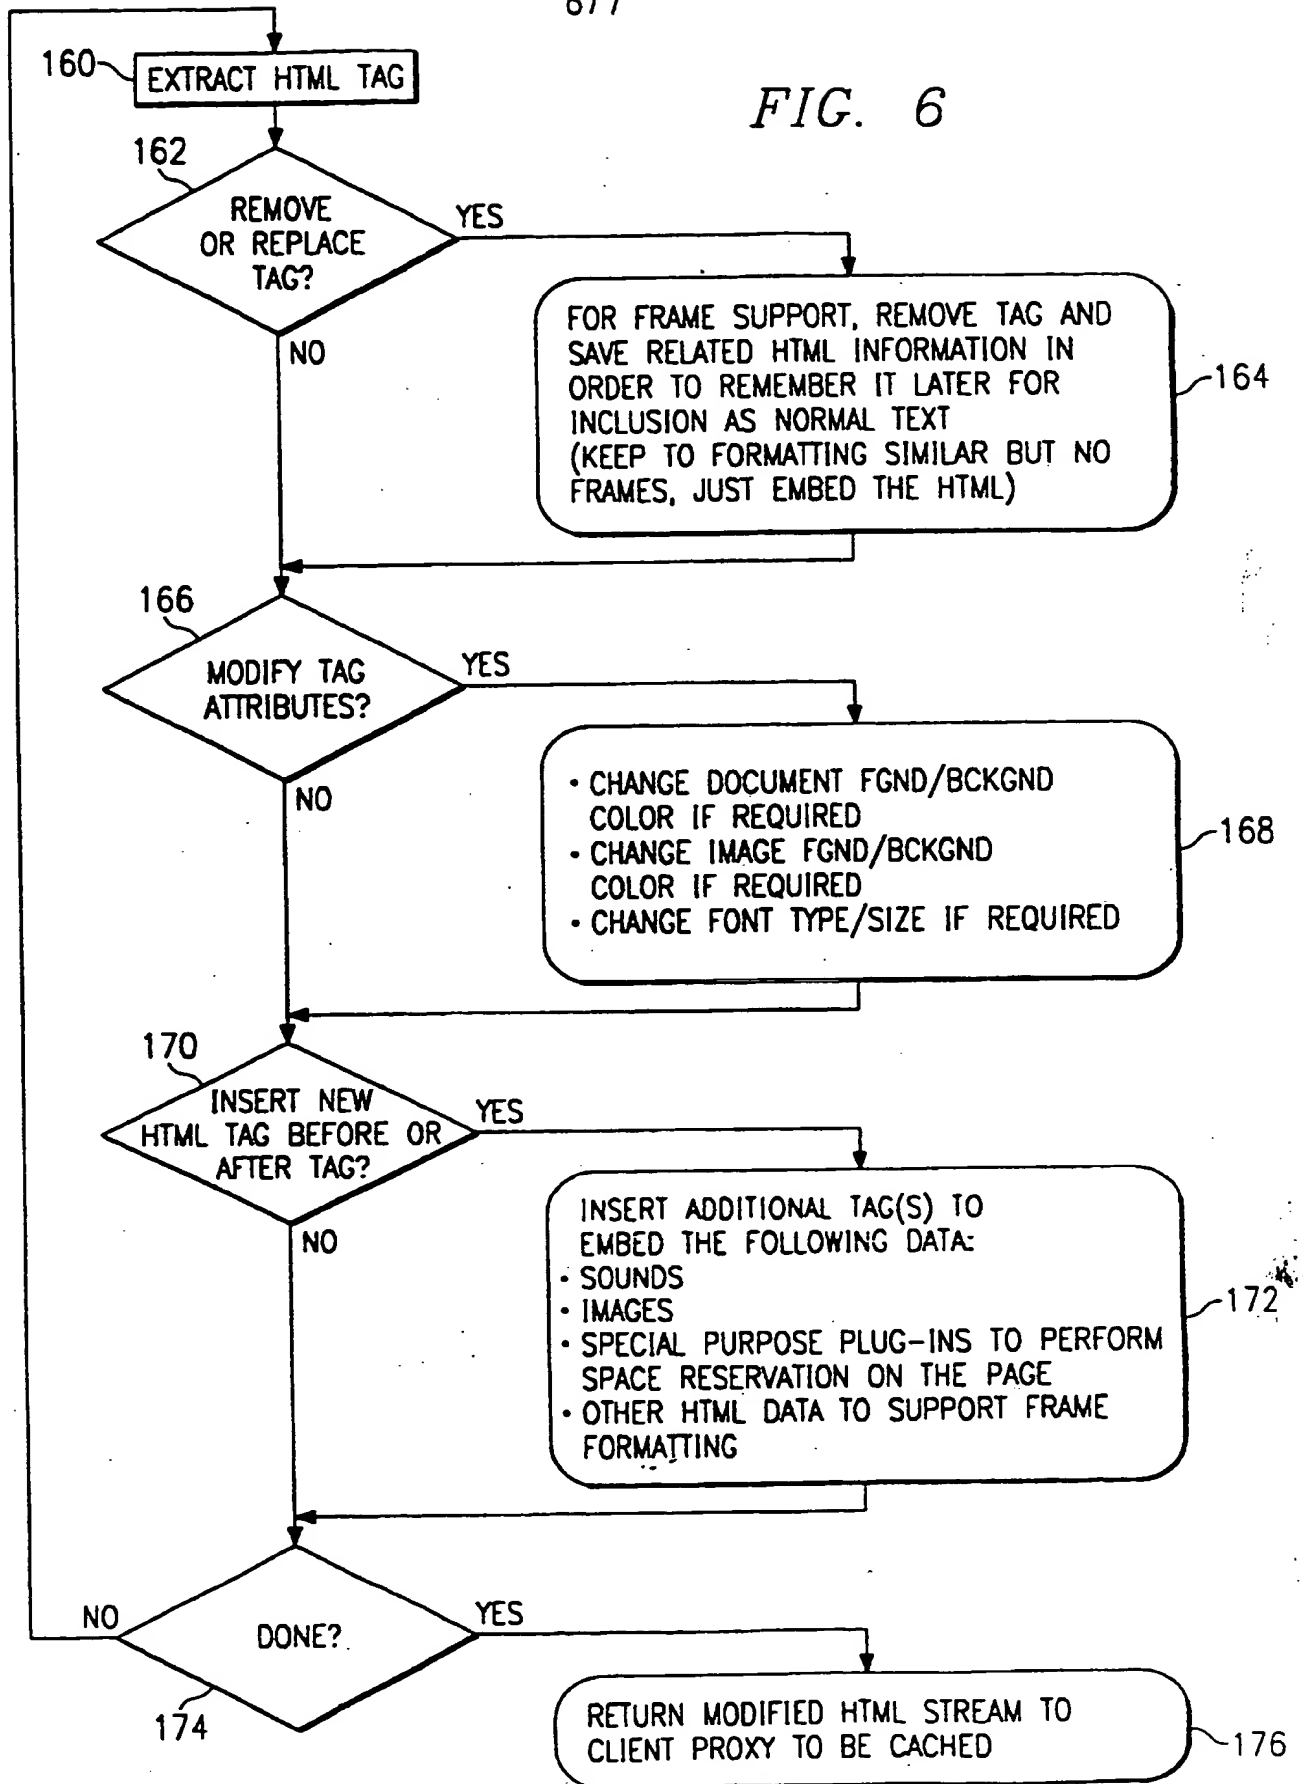 6/7
160
EXTRACT HTML TAG
FIG. 6
162
REMOVE
OR REPLACE
TAG?
YES
NO
FOR FRAME SUPPORT, REMOVE TAG AND
SAVE RELATED HTML INFORMATION IN
ORDER TO REMEMBER IT LATER FOR
INCLUSION AS NORMAL TEXT
(KEEP TO FORMATTING SIMILAR BUT NO
FRAMES, JUST EMBED THE HTML)
164
166
MODIFY TAG
ATTRIBUTES?
YES
NO
• CHANGE DOCUMENT FGND/BCKGND
COLOR IF REQUIRED
• CHANGE IMAGE FGND/BCKGND
COLOR IF REQUIRED
• CHANGE FONT TYPE/SIZE IF REQUIRED
168
170
INSERT NEW
HTML TAG BEFORE OR
AFTER TAG?
YES
NO
INSERT ADDITIONAL TAG(S) TO
EMBED THE FOLLOWING DATA:
• SOUNDS
• IMAGES
• SPECIAL PURPOSE PLUG-INS TO PERFORM
SPACE RESERVATION ON THE PAGE
• OTHER HTML DATA TO SUPPORT FRAME
FORMATTING
172
NO
DONE?
YES
174
RETURN MODIFIED HTML STREAM TO
CLIENT PROXY TO BE CACHED
176